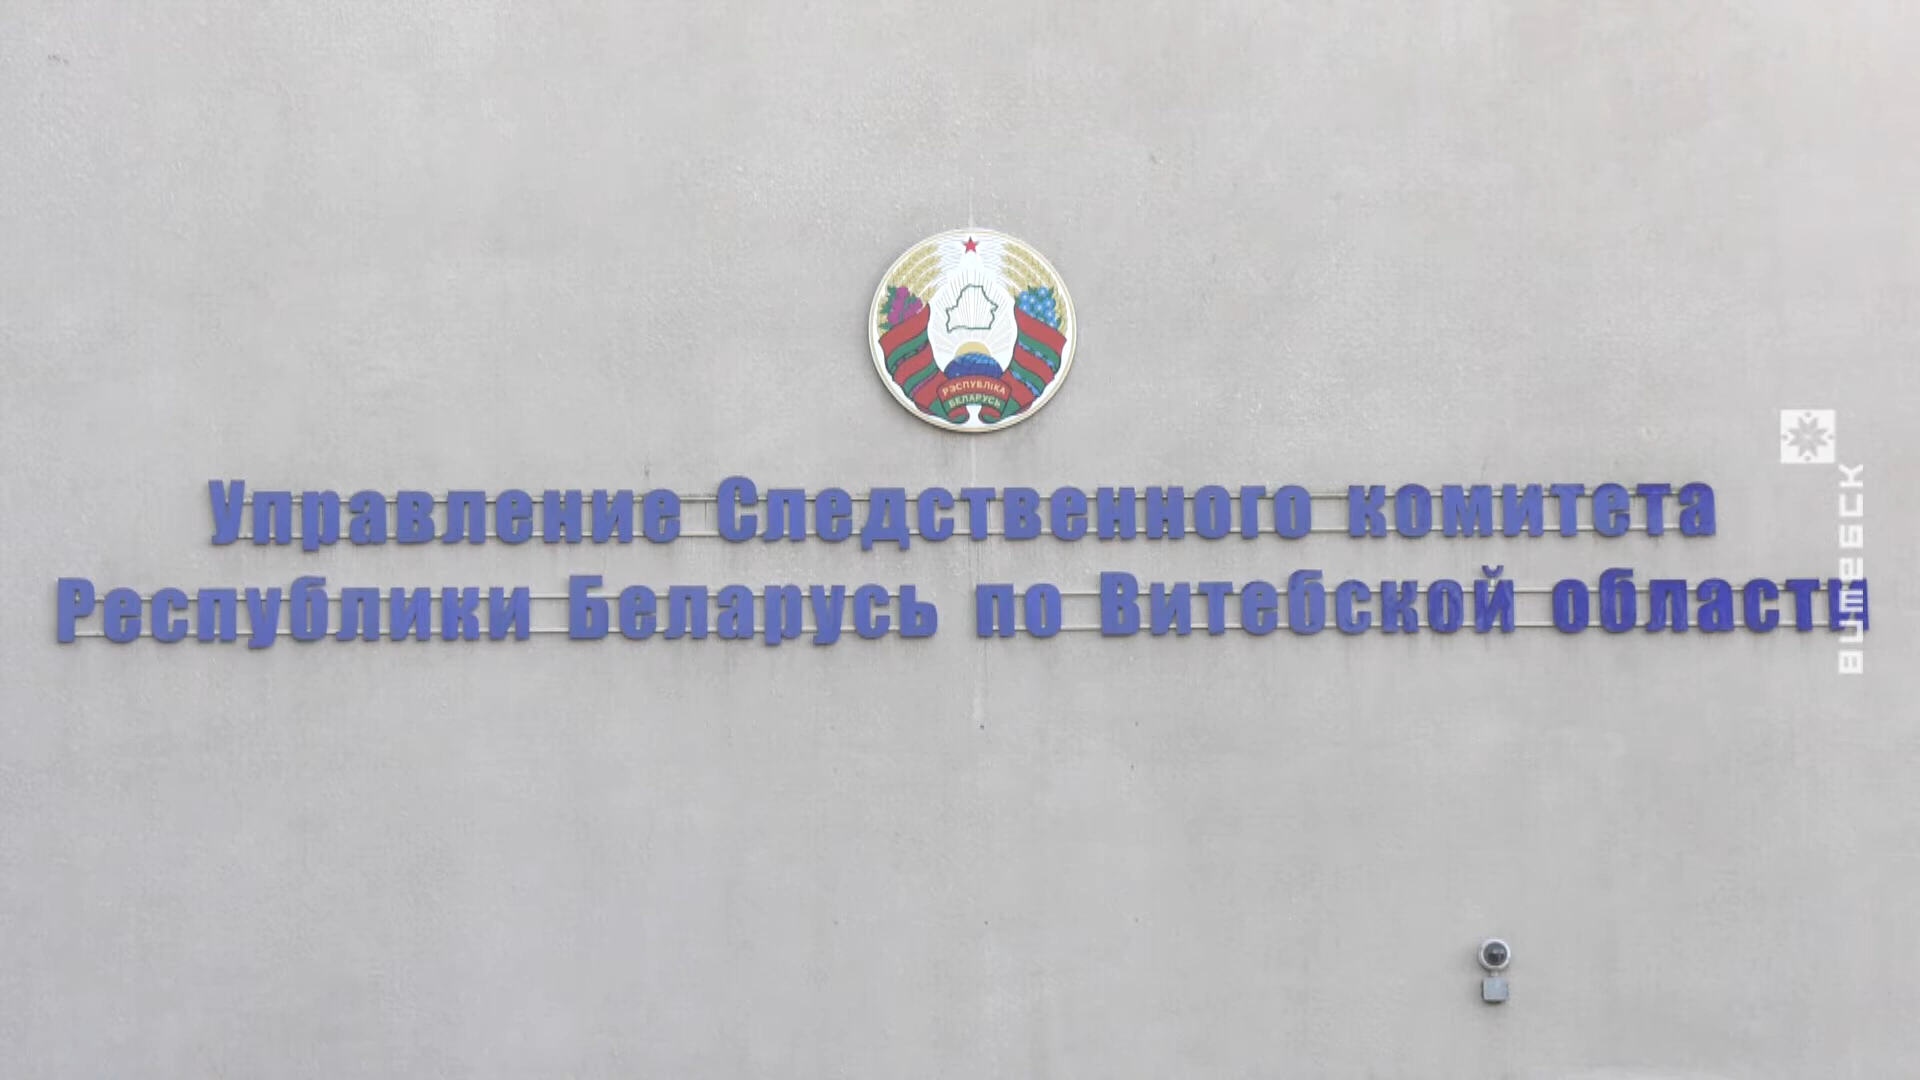 РЭСПУБЛІКА
БЕЛАРУСЬ
Управление Следственного комитета
Республики Беларусь по Витебской области
Витебск